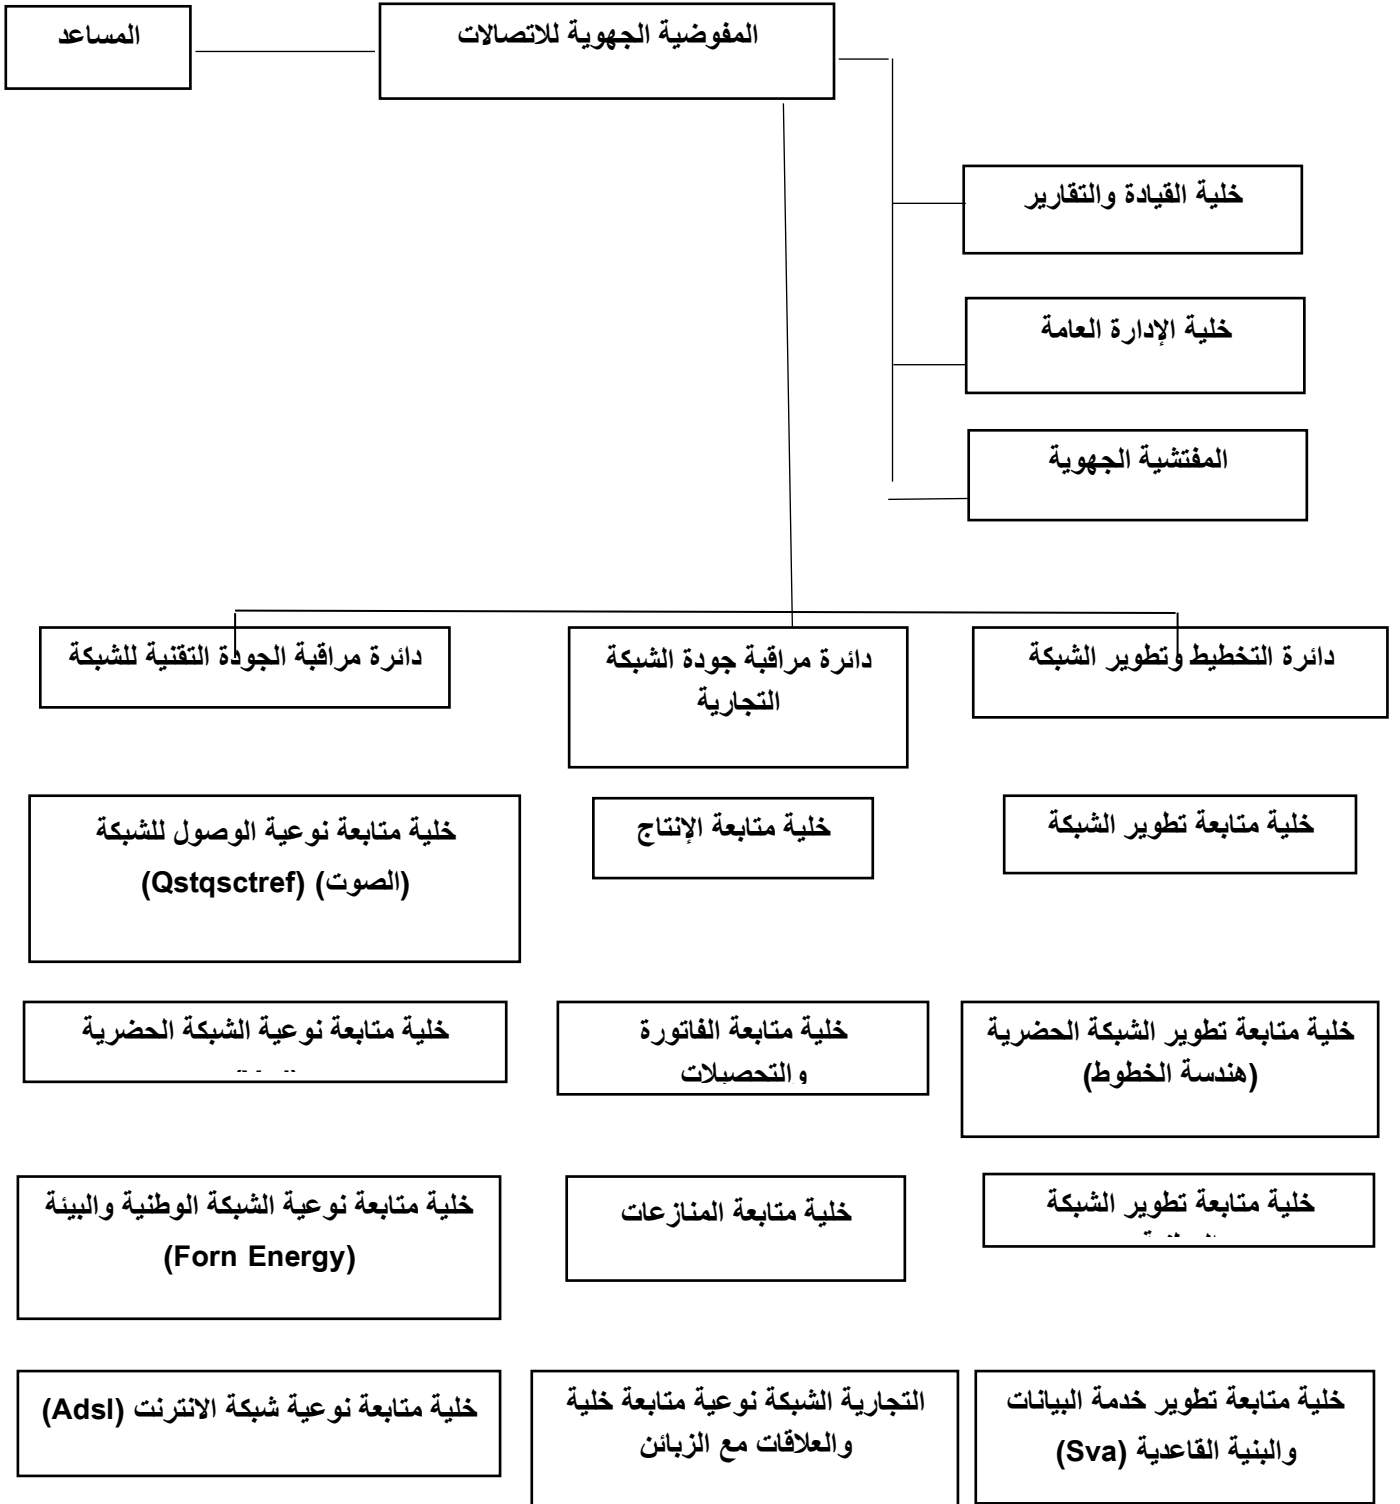 المفوضية الجهوية للاتصالات
المساعد
خلية القيادة والتقارير
خلية الإدارة العامة
المفتشية الجهوية
دائرة التخطيط وتطوير الشبكة
دائرة مراقبة جودة الشبكة
التجارية
دائرة مراقبة الجودة التقنية للشبكة
خلية متابعة تطوير الشبكة
خلية متابعة الإنتاج
خلية متابعة نوعية الوصول للشبكة
(الصوت) (Qstqsctref)
خلية متابعة تطوير الشبكة الحضرية
(هندسة الخطوط)
خلية متابعة الفاتورة
والتحصيلات
خلية متابعة نوعية الشبكة الحضرية
خلية متابعة تطوير الشبكة
خلية متابعة المنازعات
خلية متابعة نوعية الشبكة الوطنية والبيئة
(Forn Energy)
خلية متابعة تطوير خدمة البيانات
والبنية القاعدية (Sva)
التجارية الشبكة نوعية متابعة خلية
والعلاقات مع الزبائن
خلية متابعة نوعية شبكة الانترنت (Adsl)